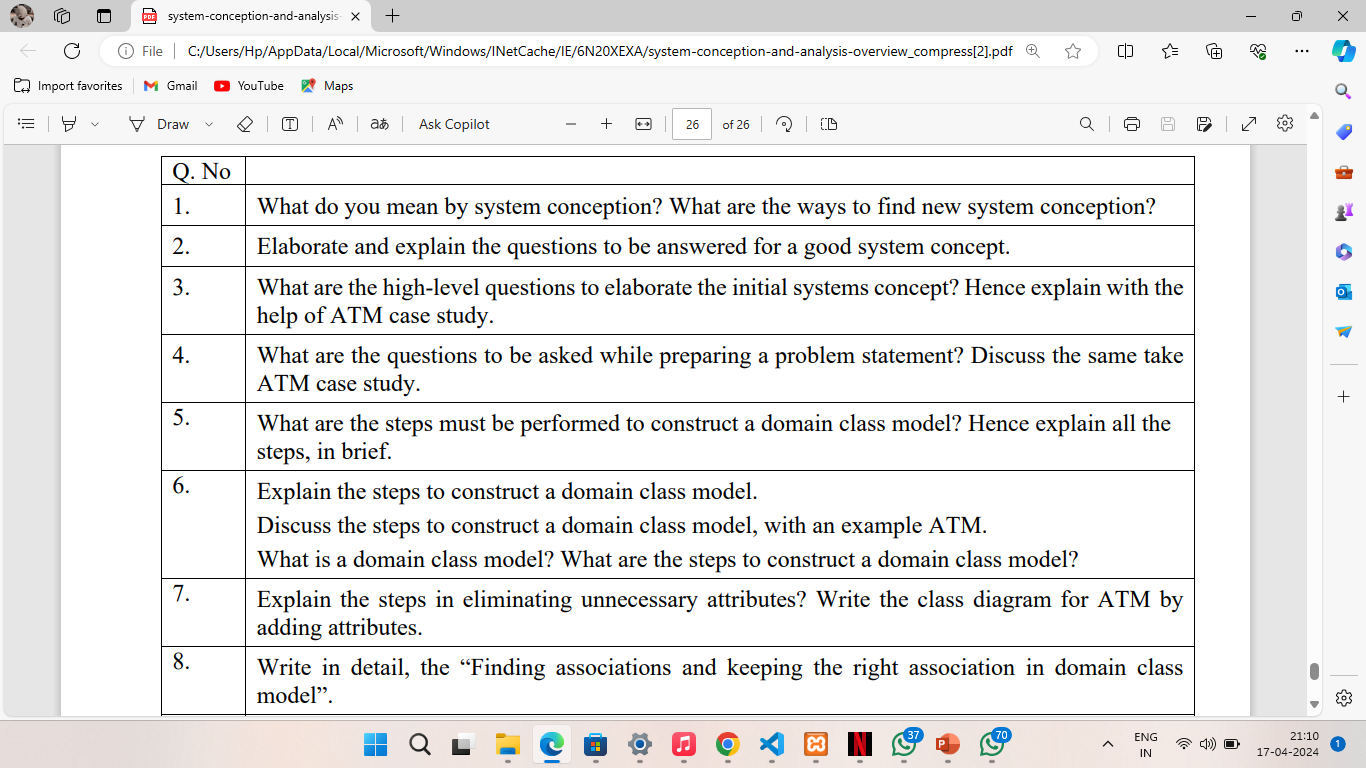 system-conception-and-analysis-
File
C:/Users/Hp/AppData/Local/Microsoft/Windows/INetCache/IE/6N20XEXA/system-conception-and-analysis-overview_compress[2].pdf
Import favorites
Gmail
YouTube
Maps
Draw
Ask Copilot
26
of 26
Q. No
1.
What do you mean by system conception? What are the ways to find new system conception?
2.
Elaborate and explain the questions to be answered for a good system concept.
3.
What are the high-level questions to elaborate the initial systems concept? Hence explain with the
help of ATM case study.
4.
What are the questions to be asked while preparing a problem statement? Discuss the same take
ATM case study.
5.
What are the steps must be performed to construct a domain class model? Hence explain all the
steps, in brief.
6.
Explain the steps to construct a domain class model.
Discuss the steps to construct a domain class model, with an example ATM.
What is a domain class model? What are the steps to construct a domain class model?
7.
Explain the steps in eliminating unnecessary attributes? Write the class diagram for ATM by
adding attributes.
8.
Write in detail, the “Finding associations and keeping the right association in domain class
model”.
37
70
ENG
IN
21:10
17-04-2024
1